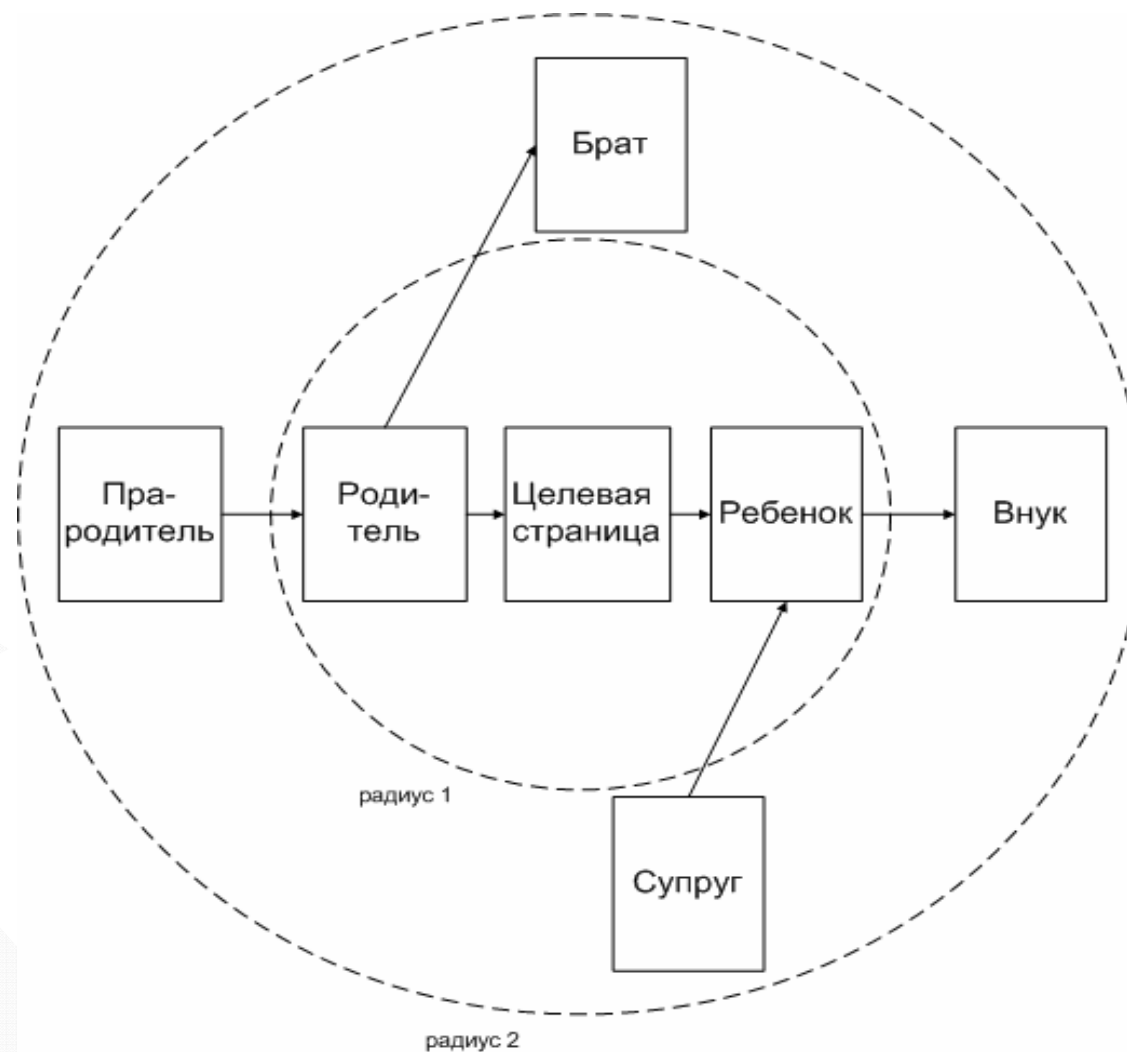 Брат
Пра-
родитель
Роди-
тель
Целевая
страница
Ребенок
Внук
радиус 1
Супруг
радиус 2